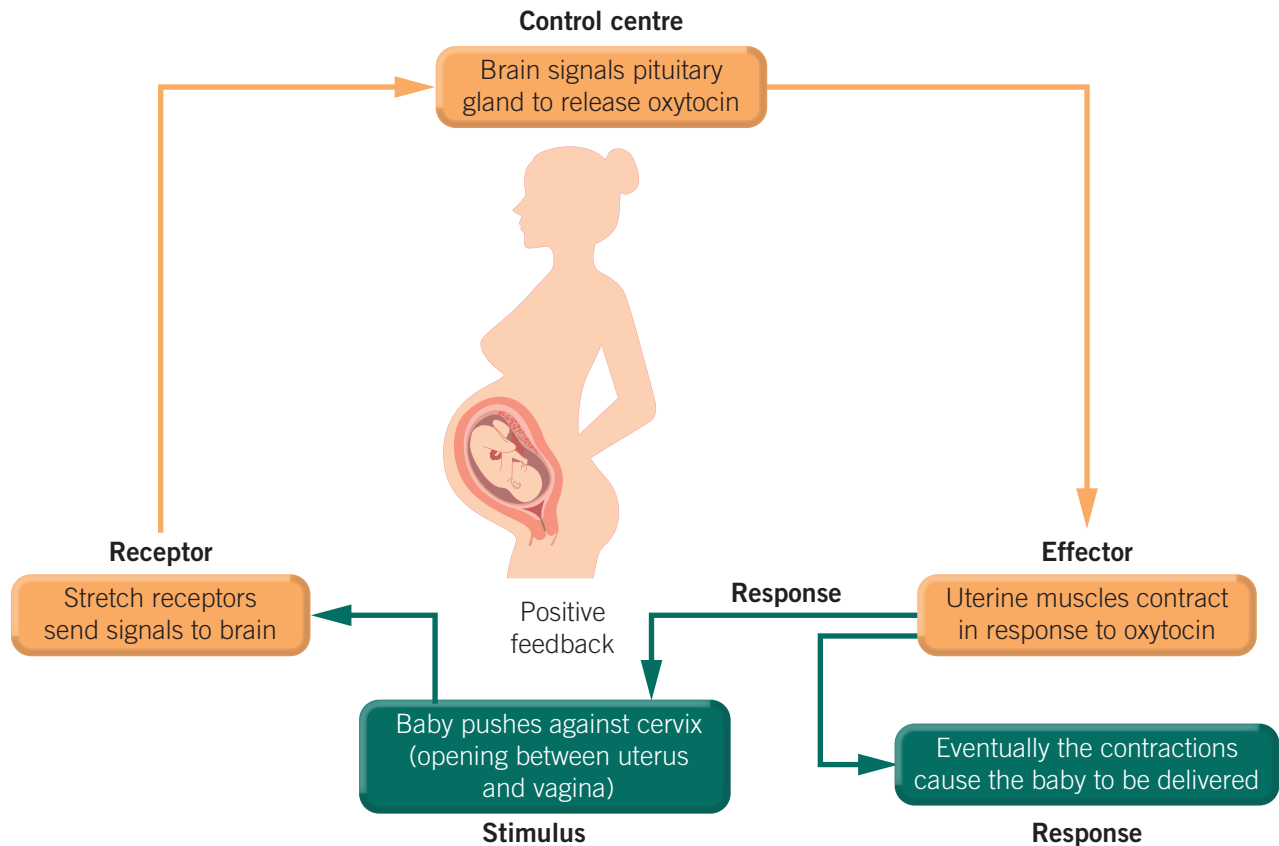 Control centre
Brain signals pituitary
gland to release oxytocin
Receptor
Stretch receptors
send signals to brain
Effector
Uterine muscles contract
in response to oxytocin
Response
Positive
feedback
Baby pushes against cervix
(opening between uterus
and vagina)
Stimulus
Eventually the contractions
cause the baby to be delivered
Response